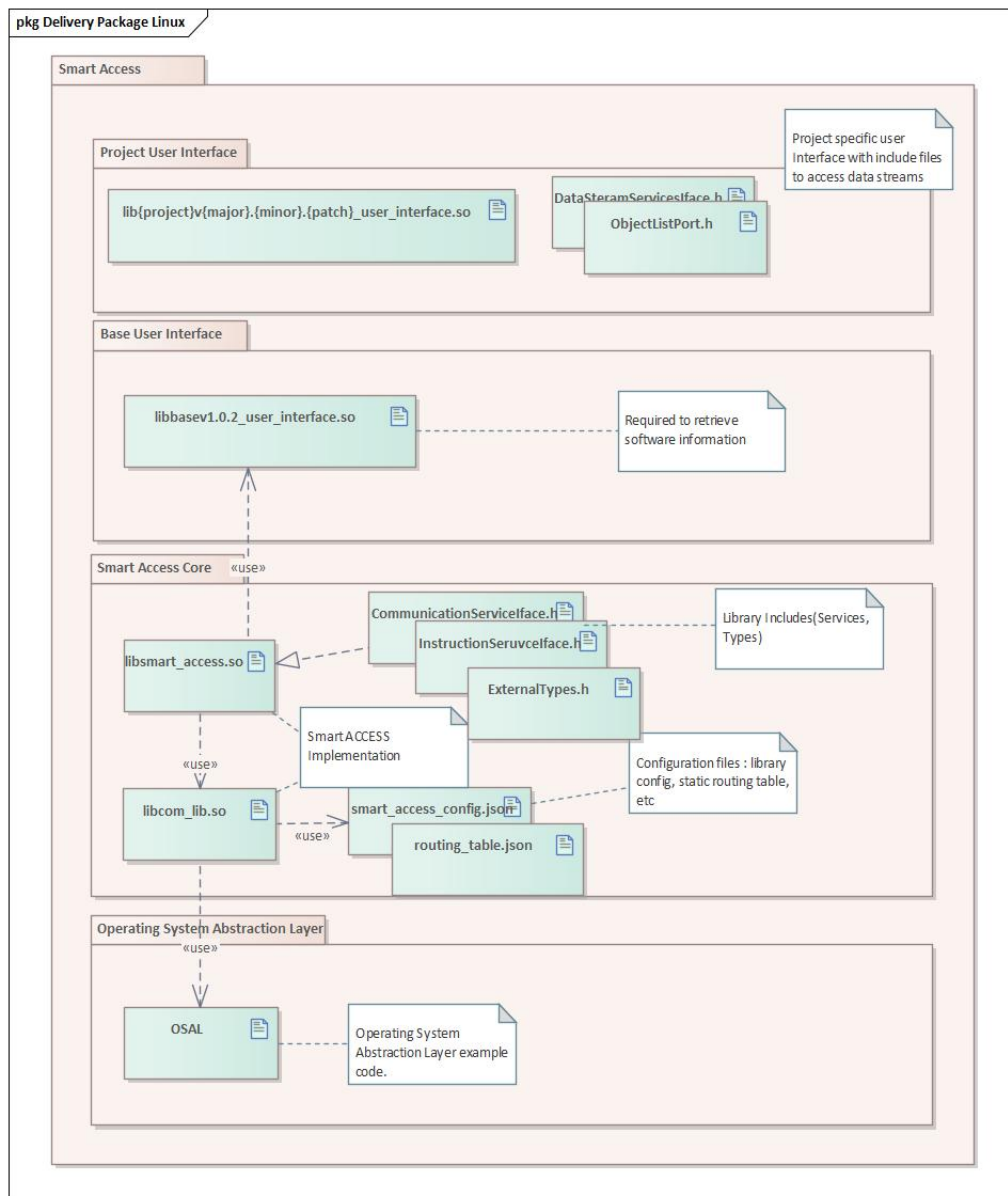 pkg Delivery Package Linux
Smart Access
Project User Interface
Project specific user
Interface with include files
to access data streams
lib{project}v{major}.{minor}.{patch}_user_interface.so
DataSteramServicesIface.h
ObjectListPort.h
Base User Interface
libbasev1.0.2_user_interface.so
Required to retrieve
software information
Smart Access Core
«use»
CommunicationServiceIface.h
InstructionSeruvceIface.h
ExternalTypes.h
Library Includes(Services,
Types)
libsmart_access.so
Smart ACCESS
Implementation
Configuration files : library
config, static routing table,
etc
«use»
libcom_lib.so
«use»
smart_access_config.json
routing_table.json
Operating System Abstraction Layer
«use»
OSAL
Operating System
Abstraction Layer example
code.